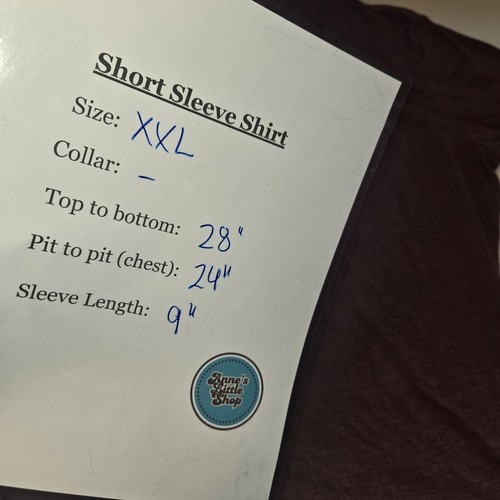 Short Sleeve Shirt
Size: XXL
Collar: -
Top to bottom: 28"
Pit to pit (chest): 24"
Sleeve Length: 9"
Anne's
Little
Shop